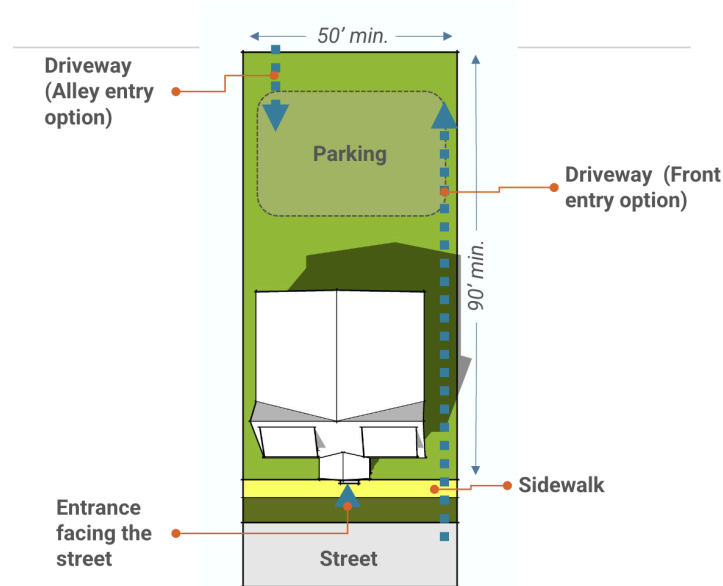 50’ min.
Driveway
(Alley entry
option)
Parking
Driveway (Front
entry option)
90’ min.
Sidewalk
Entrance
facing the
street
Street